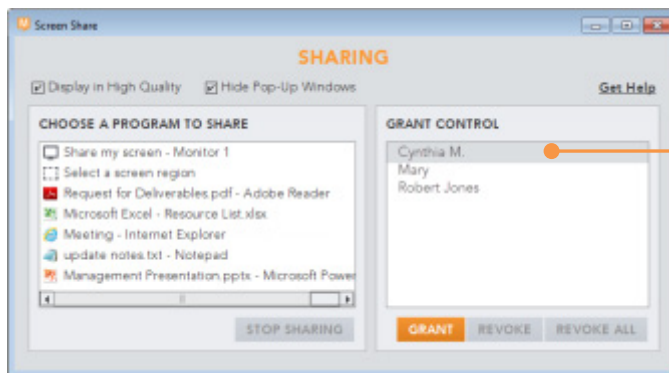 Screen Share
SHARING
Display in High Quality Hide Pop-Up Windows Get Help
CHOOSE A PROGRAM TO SHARE
Share my screen - Monitor 1
Select a screen region
Request for Deliverables.pdf - Adobe Reader
Microsoft Excel - Resource List.xlsx
Meeting - Internet Explorer
update notes.txt - Notepad
Management Presentation.pptx - Microsoft Power
STOP SHARING
GRANT CONTROL
Cynthia M.
Mary
Robert Jones
GRANT REVOKE REVOKE ALL